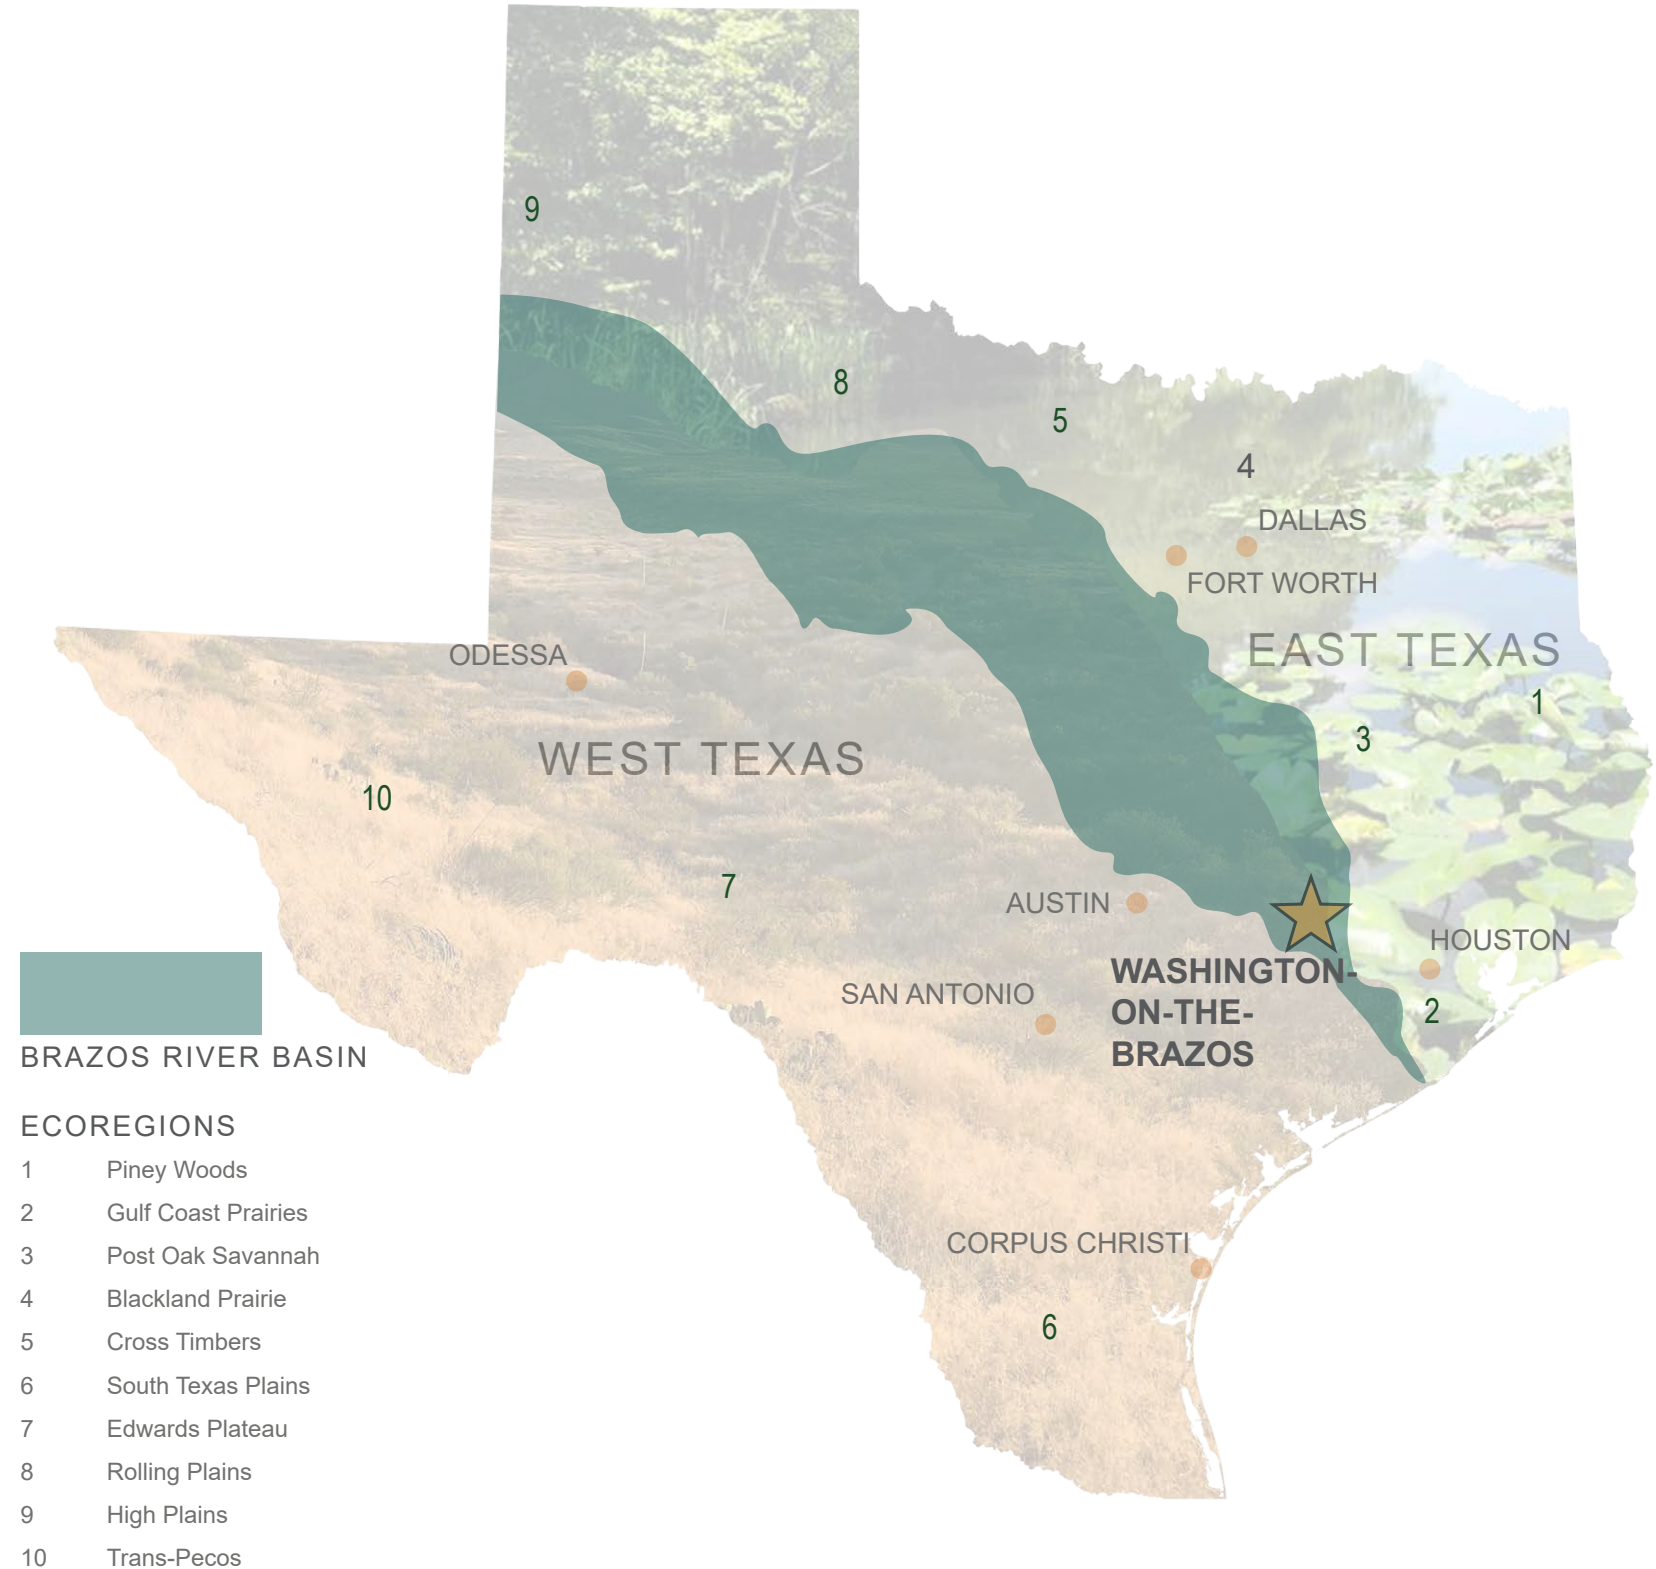 9
8
5
4
DALLAS
FORT WORTH
EAST TEXAS
ODESSA
1
3
WEST TEXAS
10
7
AUSTIN
HOUSTON
WASHINGTON-
ON-THE-
BRAZOS
SAN ANTONIO
2
CORPUS CHRISTI
6
BRAZOS RIVER BASIN
ECOREGIONS
1 Piney Woods
2 Gulf Coast Prairies
3 Post Oak Savannah
4 Blackland Prairie
5 Cross Timbers
6 South Texas Plains
7 Edwards Plateau
8 Rolling Plains
9 High Plains
10 Trans-Pecos